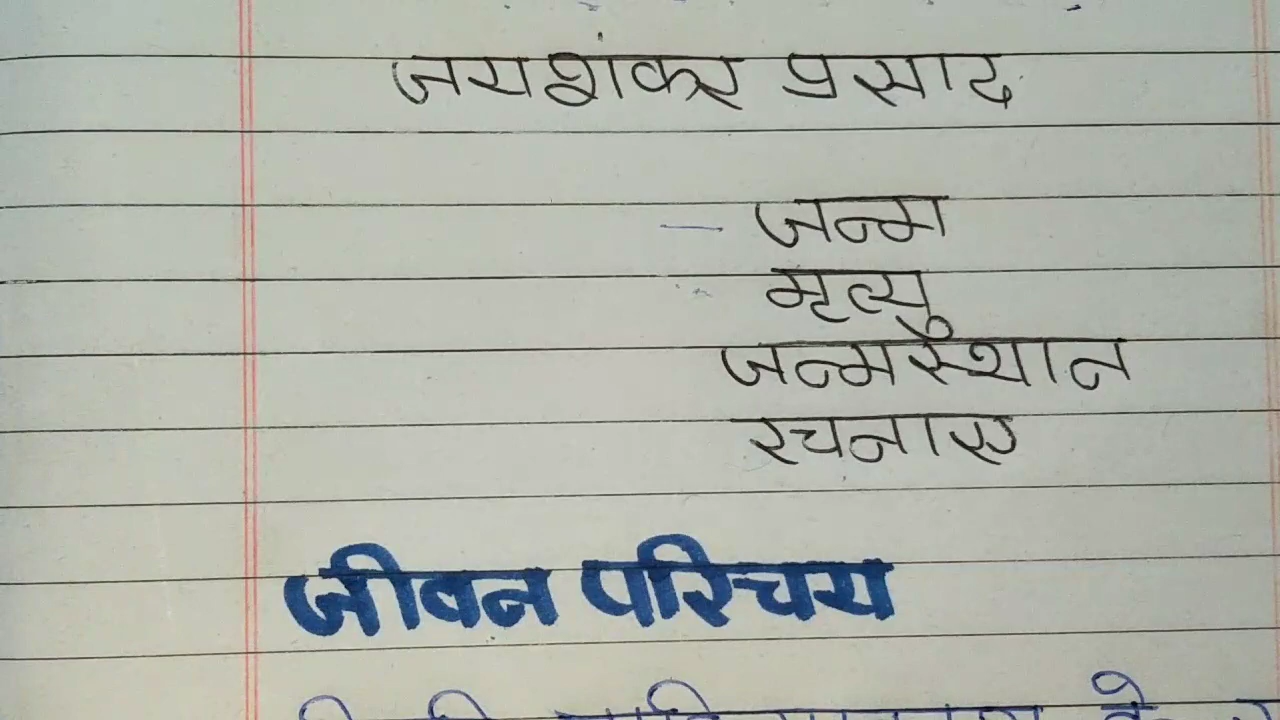 जयशंकर प्रसाद
— जन्म
मृत्यु
जन्मस्थान
रचनाए
जीवन परिचय